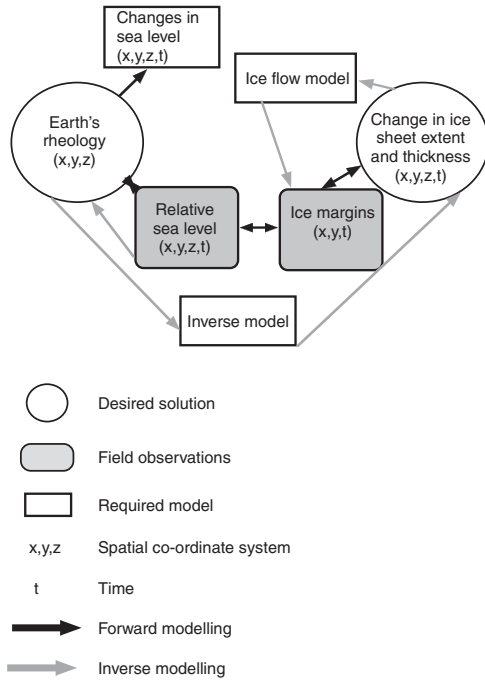 Changes in
sea level
(x,y,z,t)
Ice flow model
Earth's
rheology
(x,y,z)
Change in ice
sheet extent
and thickness
(x,y,z,t)
Relative
sea level
(x,y,z,t)
Ice margins
(x,y,t)
Inverse model
Desired solution
Field observations
Required model
x,y,z Spatial co-ordinate system
t Time
Forward modelling
Inverse modelling